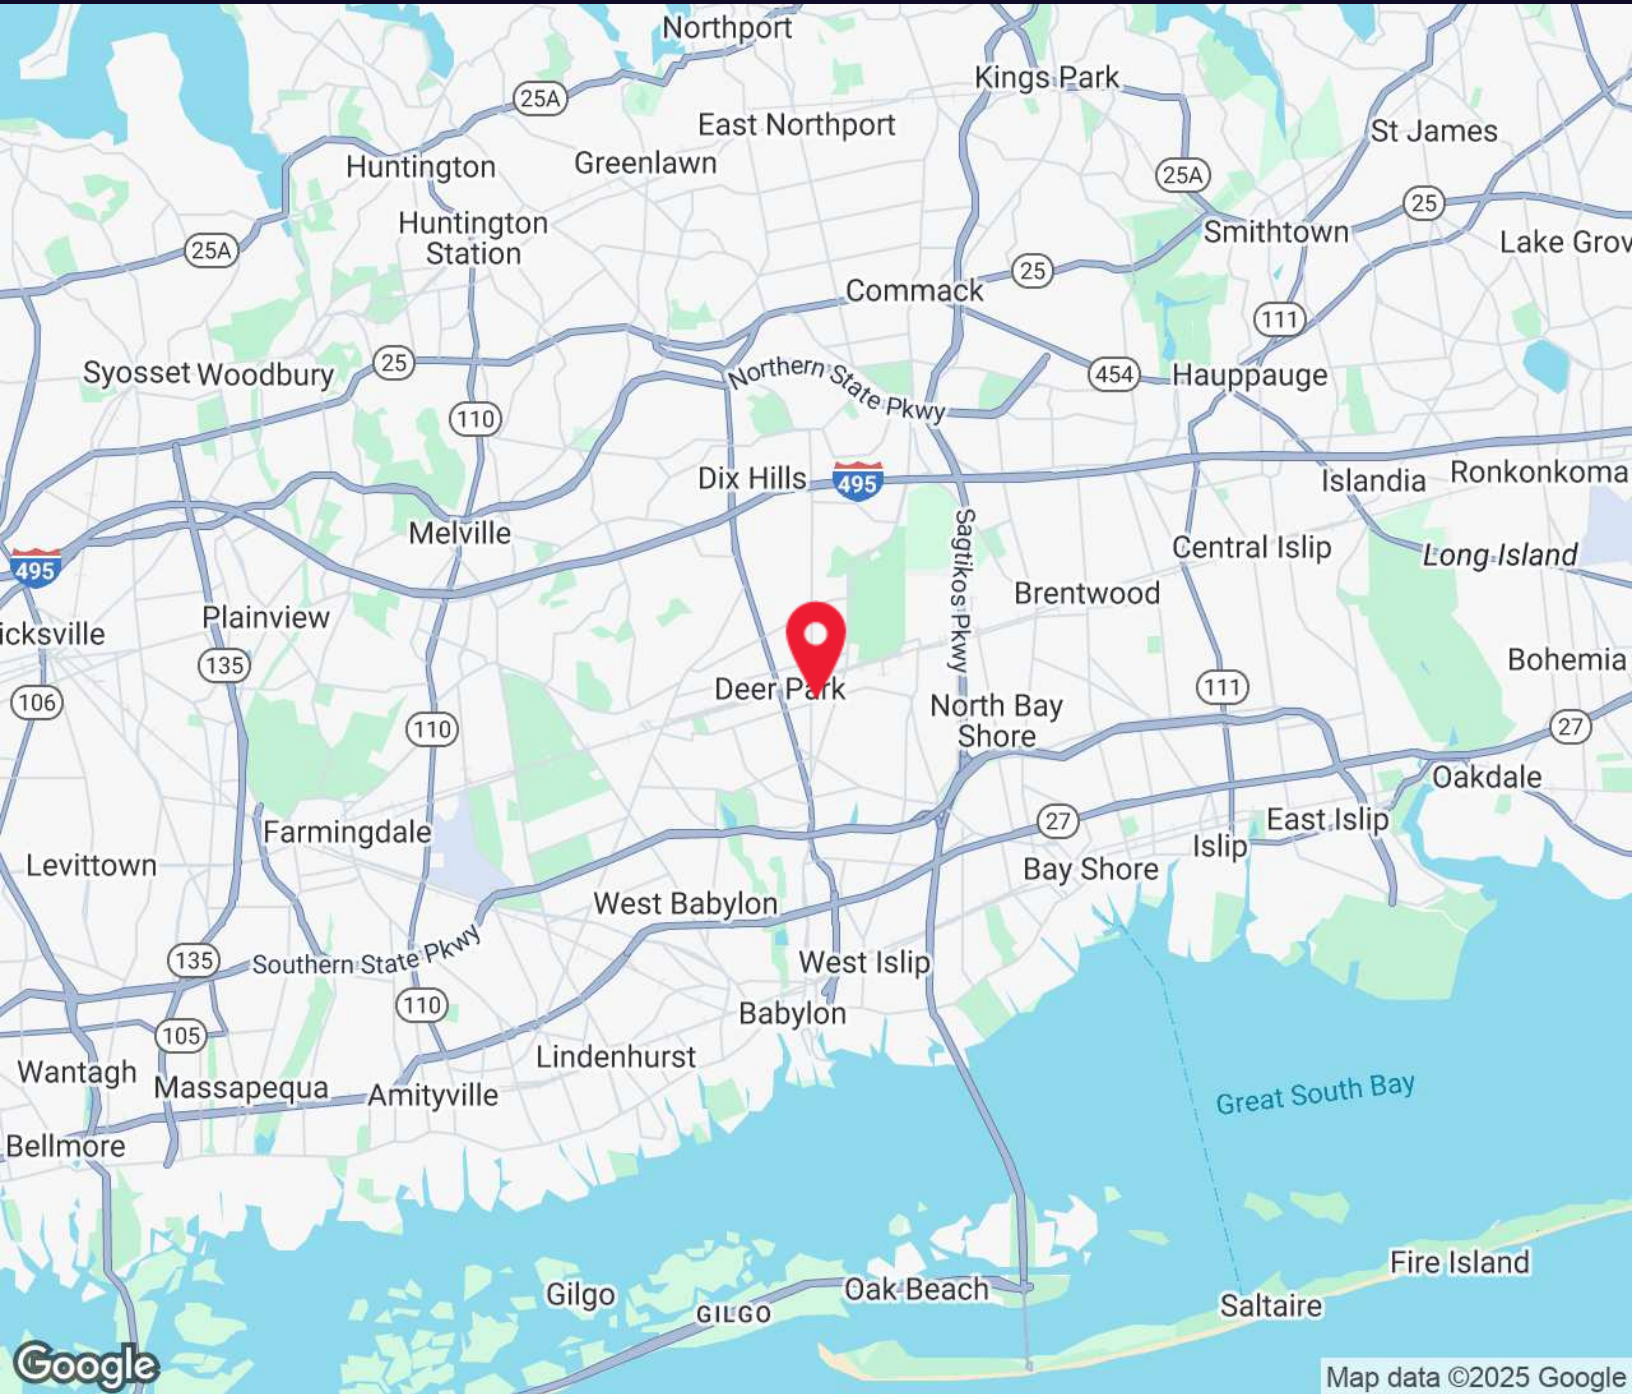 Northport
Kings Park
25A
East Northport
St James
Huntington
Greenlawn
25A
25
Huntington
Station
Smithtown
25A
Lake Grov
25
Commack
111
Syosset
Woodbury
25
Northern State Pkwy
454
Hauppauge
110
Dix Hills
495
Islandia
Ronkonkoma
Melville
Sagtikos Pkwy
Central Islip
Long Island
495
Brentwood
Plainview
icksville
135
Bohemia
Deer Park
111
106
North Bay
Shore
110
27
Oakdale
Farmingdale
27
East Islip
Levittown
Islip
Bay Shore
West Babylon
135
Southern State Pkwy
West Islip
110
Babylon
105
Lindenhurst
Wantagh
Massapequa
Amityville
Great South Bay
Bellmore
Fire Island
Gilgo
Oak Beach
GILGO
Saltaire
Google
Map data ©2025 Google